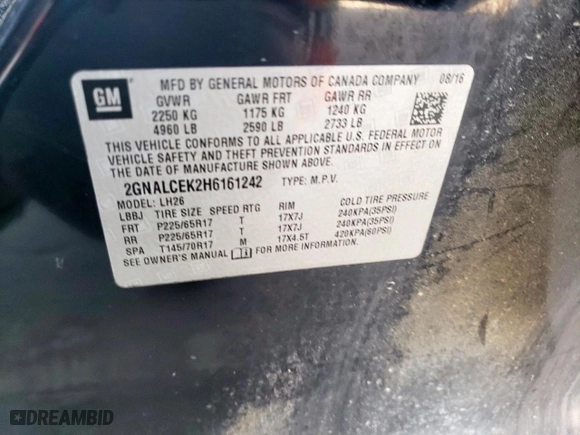 GM
MFD BY GENERAL MOTORS OF CANADA COMPANY 08/16
GVWR GAWR FRT GAWR RR
2250 KG 1175 KG 1240 KG
4960 LB 2590 LB 2733 LB
THIS VEHICLE CONFORMS TO ALL APPLICABLE U.S. FEDERAL MOTOR
VEHICLE SAFETY AND THEFT PREVENTION STANDARDS IN EFFECT ON
THE DATE OF MANUFACTURE SHOWN ABOVE.
2GNALCEK2H6161242 TYPE: M.P.V.
MODEL: LH26
LBBJ TIRE SIZE SPEED RTG RIM COLD TIRE PRESSURE
FRT P225/65R17 T 17X7J 240KPA(35PSI)
RR P225/65R17 T 17X7J 240KPA(35PSI)
SPA T145/70R17 M 17X4.5T 420KPA(60PSI)
SEE OWNER'S MANUAL FOR MORE INFORMATION
DREAMBID